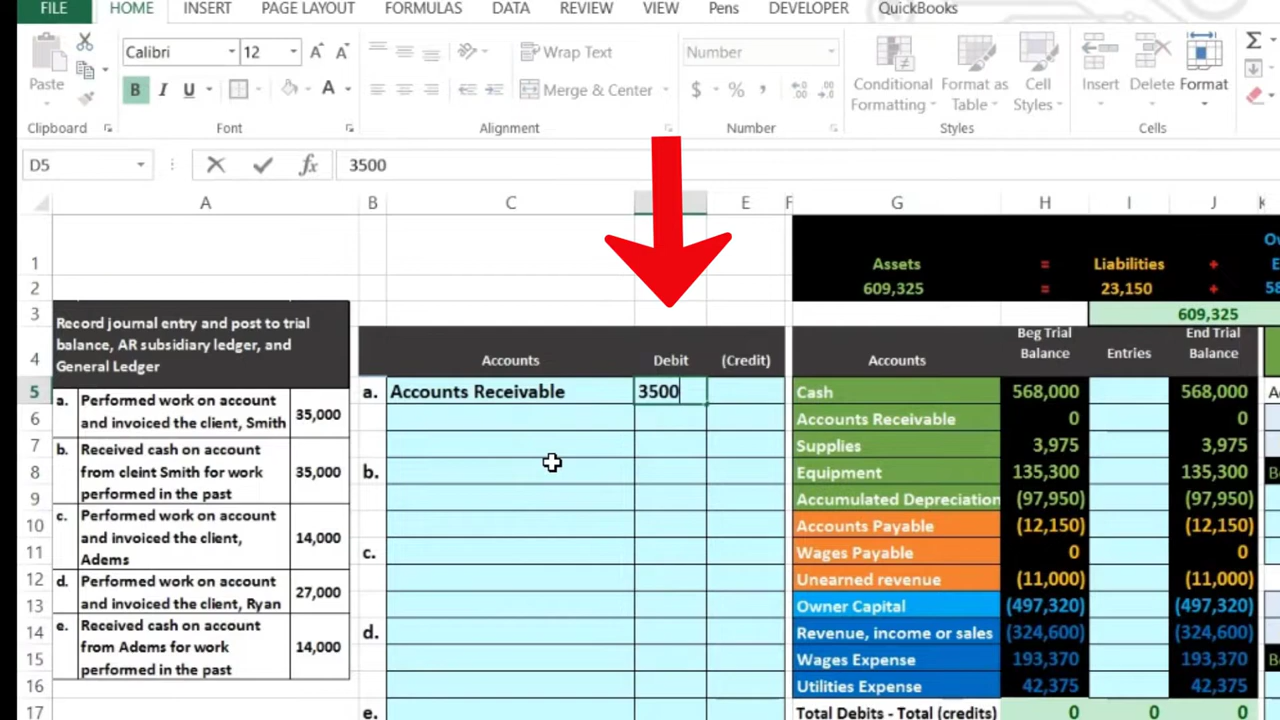 FILE HOME INSERT PAGE LAYOUT FORMULAS DATA REVIEW VIEW Pens DEVELOPER QuickBooks
Calibri 12 A A Wrap Text Number
Paste B I U A Merge & Center $ % , Conditional Formatting Format as Table Cell Styles Insert Delete Format
Clipboard Font Alignment Number Styles Cells
D5 fx 3500
A B C E F G H I J K
1 Assets = Liabilities +
2 609,325 = 23,150 +
3 609,325
Record journal entry and post to trial
balance, AR subsidiary ledger, and
General Ledger
4 Accounts Debit (Credit) Accounts Beg Trial Balance Entries End Trial Balance
a. Performed work on account
and invoiced the client, Smith 35,000
b. Received cash on account
from cleint Smith for work 35,000
performed in the past
c. Performed work on account
and invoiced the client, 14,000
Adems
d. Performed work on account
and invoiced the client, Ryan 27,000
e. Received cash on account
from Adems for work 14,000
performed in the past
5 a. Accounts Receivable 3500 Cash 568,000 568,000
6 Accounts Receivable 0 0
7 Supplies 3,975 3,975
8 b. Equipment 135,300 135,300
9 Accumulated Depreciation (97,950) (97,950)
10 Accounts Payable (12,150) (12,150)
11 c. Wages Payable 0 0
12 Unearned revenue (11,000) (11,000)
13 Owner Capital (497,320) (497,320)
14 d. Revenue, income or sales (324,600) (324,600)
15 Wages Expense 193,370 193,370
16 Utilities Expense 42,375 42,375
17 e. Total Debits - Total (credits) 0 0 0